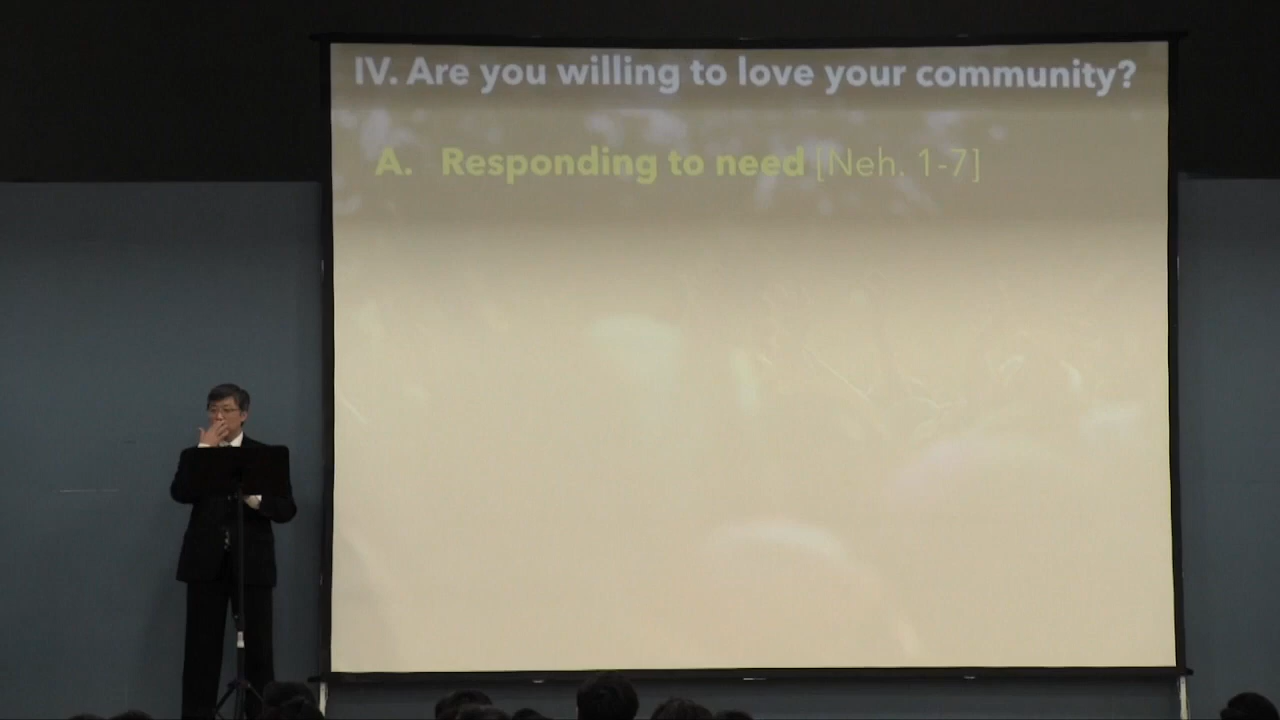 IV. Are you willing to love your community?
A. Responding to need [Neh. 1-7]